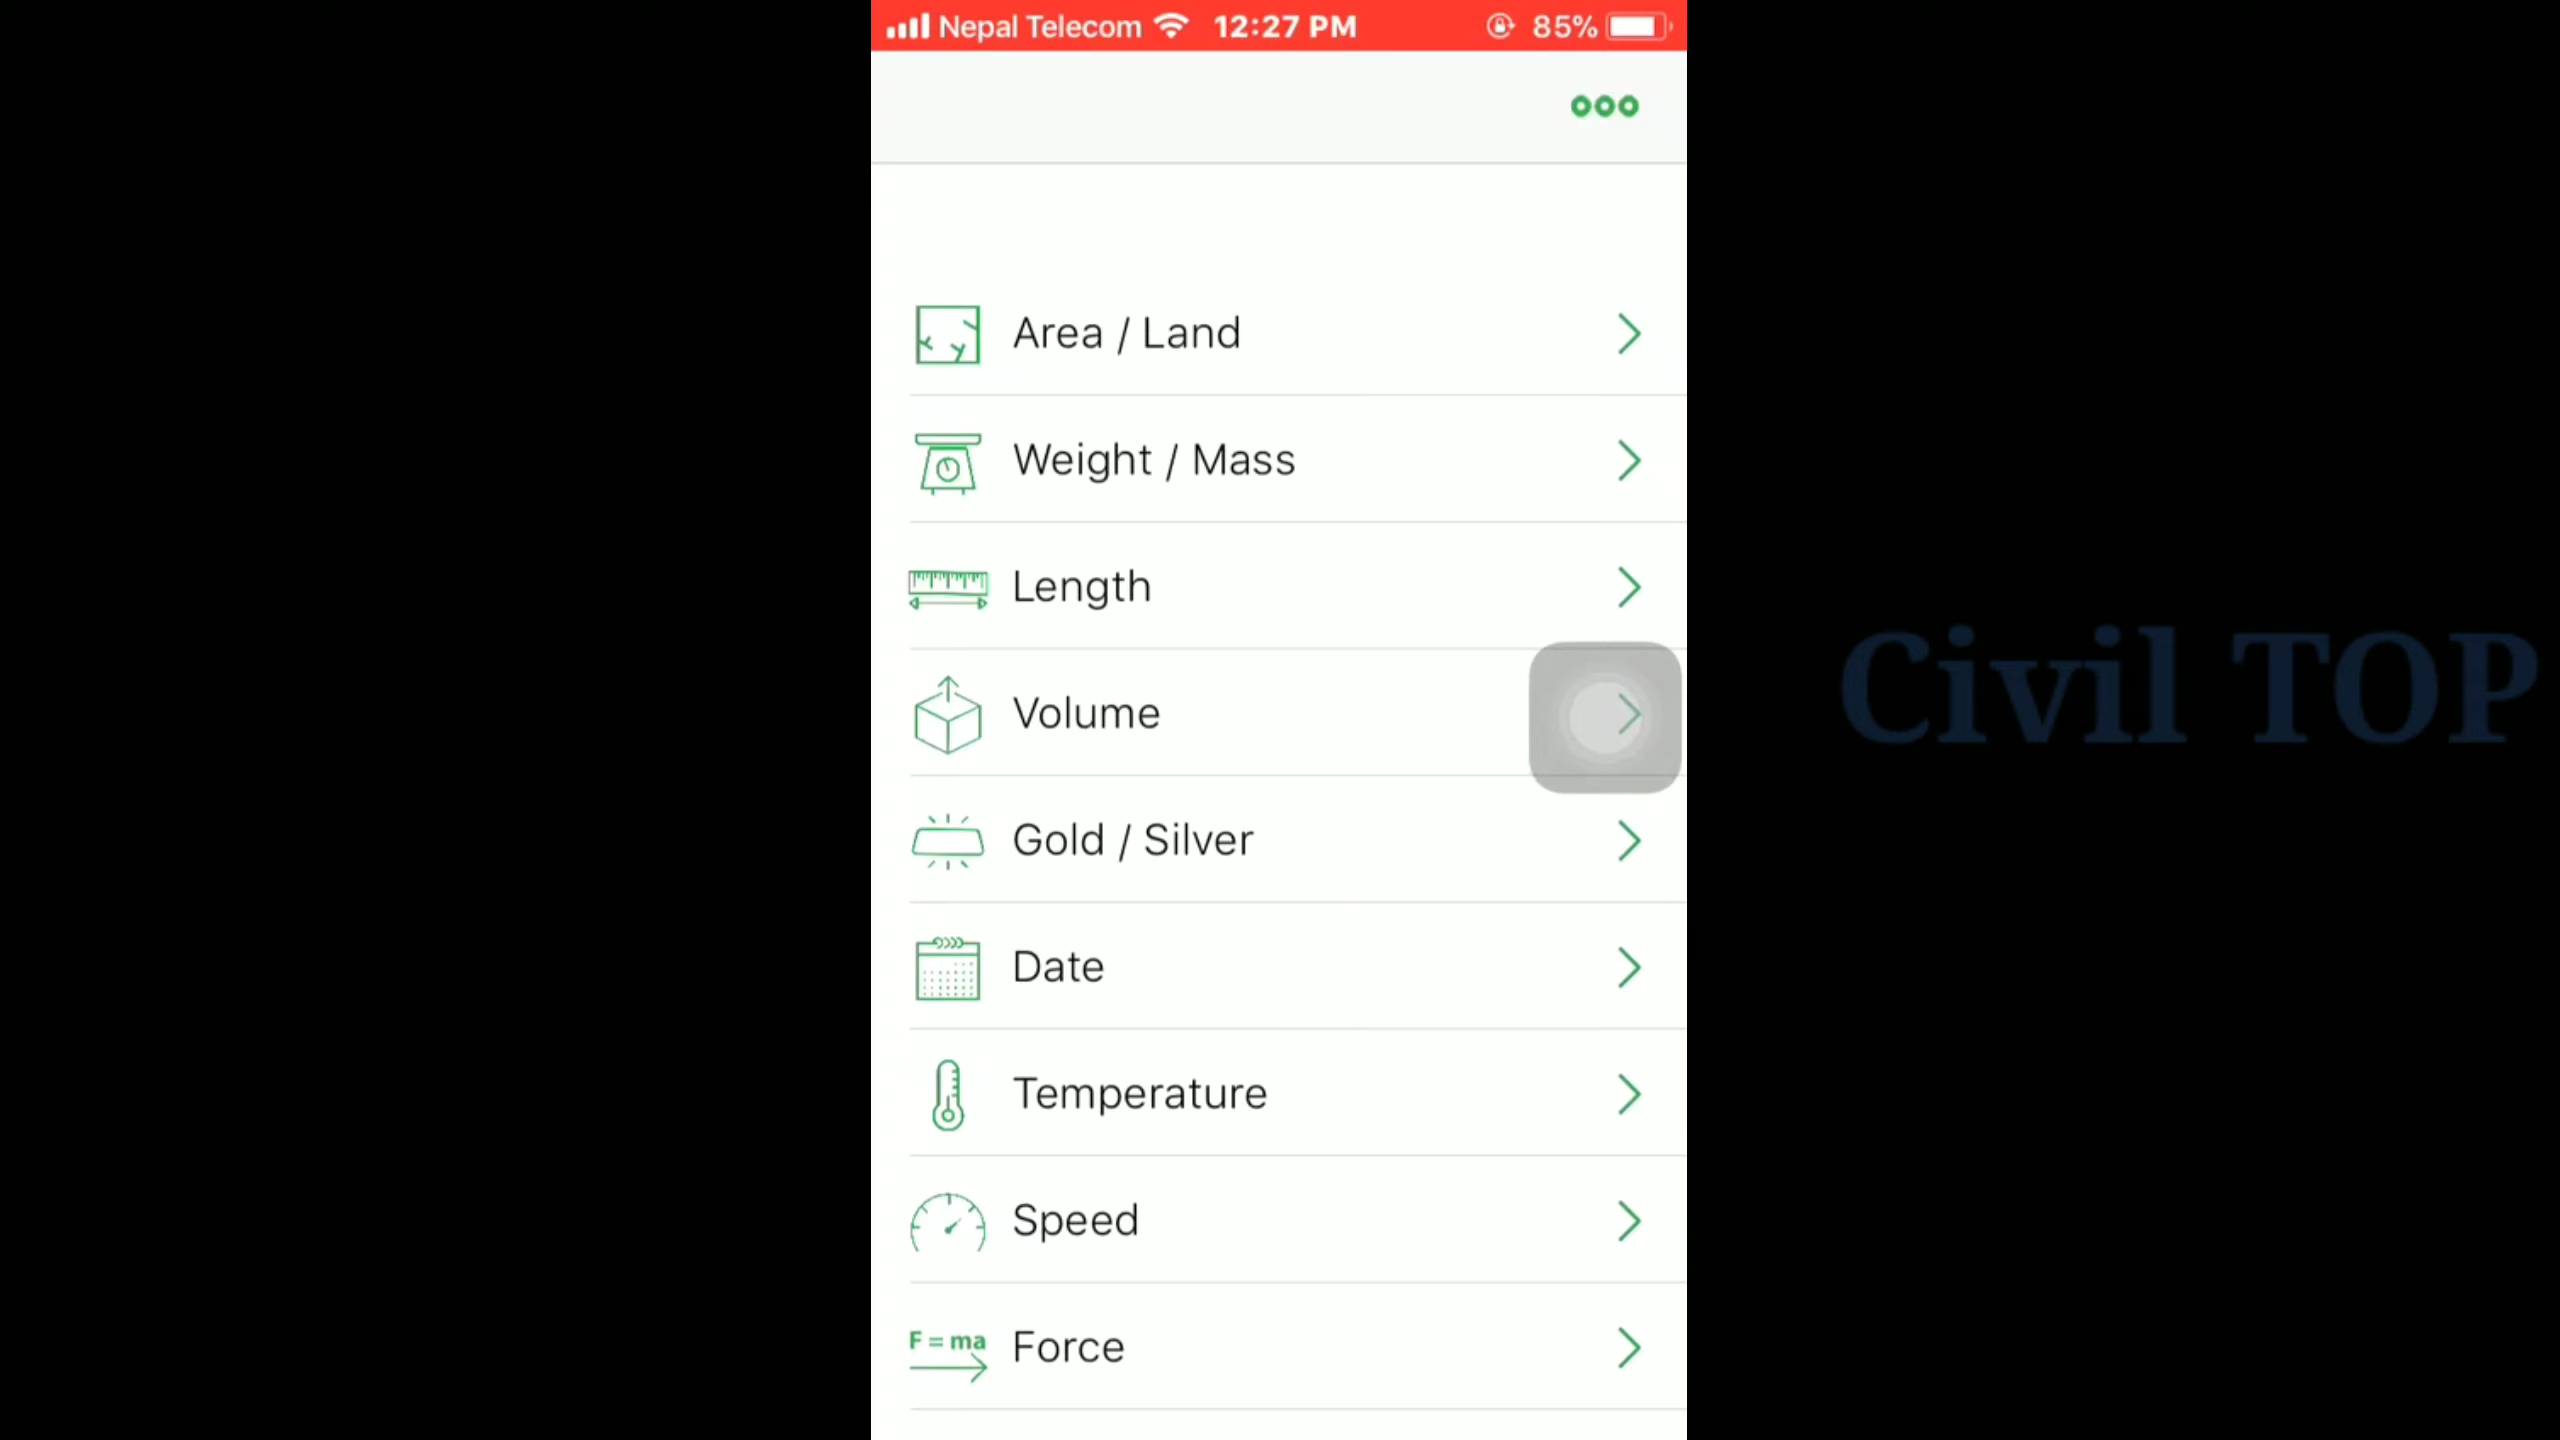 Nepal Telecom 12:27 PM 85%
Area / Land
Weight / Mass
Length
Volume
Gold / Silver
Date
Temperature
Speed
F = ma Force
Civil TOP